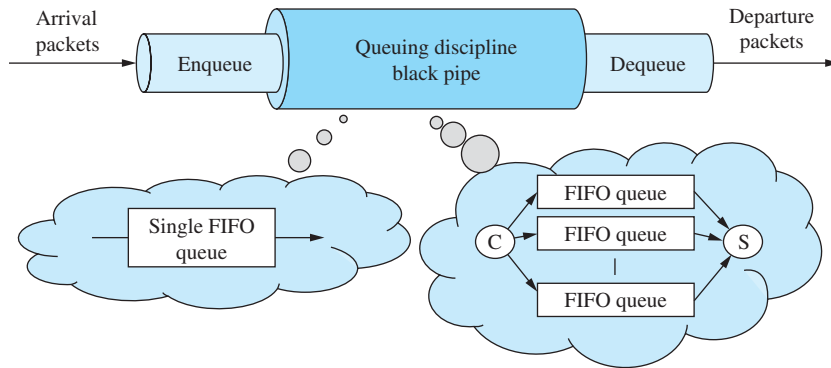 Arrival
packets
Enqueue
Queuing discipline
black pipe
Dequeue
Departure
packets
Single FIFO
queue
C
FIFO queue
FIFO queue
FIFO queue
S